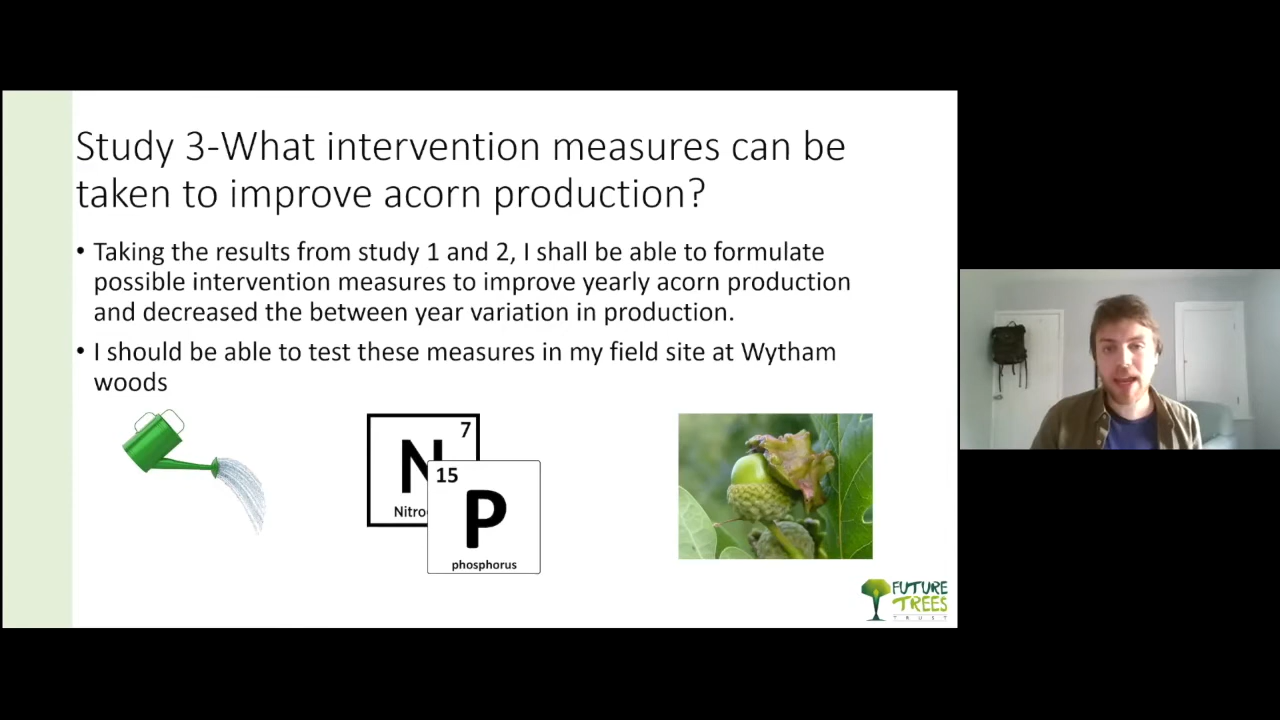 Study 3-What intervention measures can be
taken to improve acorn production?
• Taking the results from study 1 and 2, I shall be able to formulate
possible intervention measures to improve yearly acorn production
and decreased the between year variation in production.
• I should be able to test these measures in my field site at Wytham
woods
7
N
Nitro
15
P
phosphorus
FUTURE
TREES
TRUST